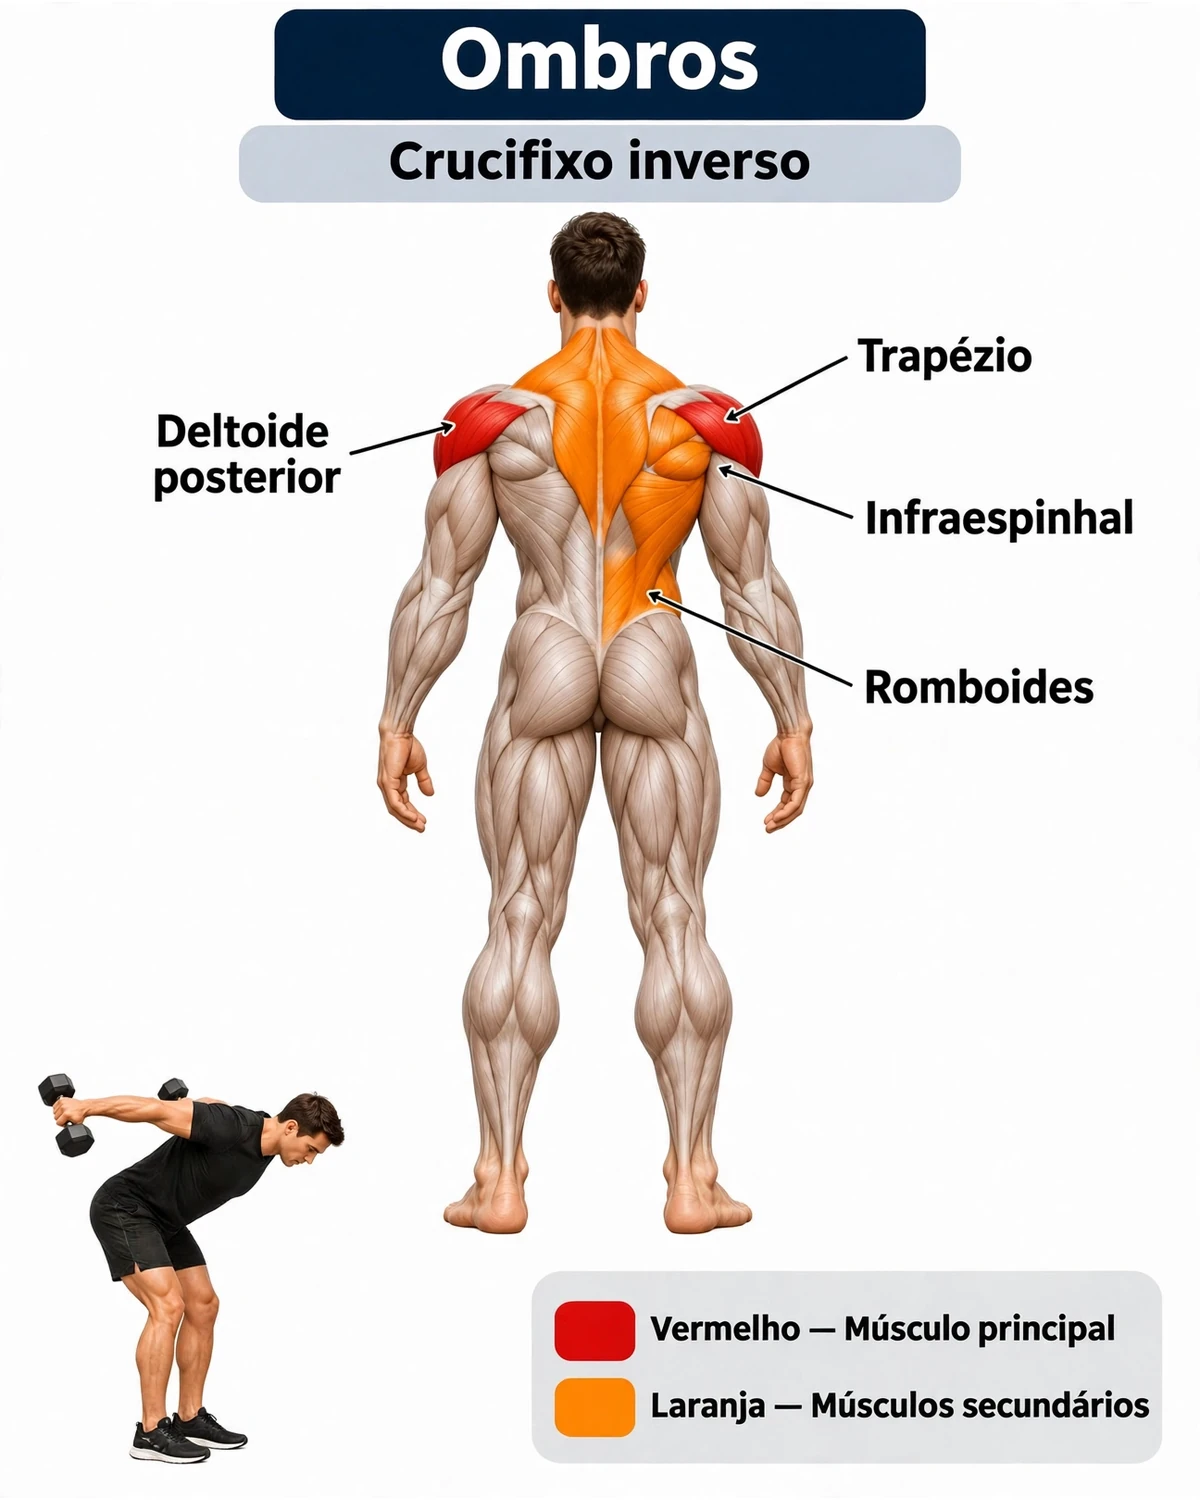 Ombros
Crucifixo inverso
Trapézio
Deltoide
posterior
Infraespinhal
Romboides
Vermelho — Músculo principal
Laranja — Músculos secundários